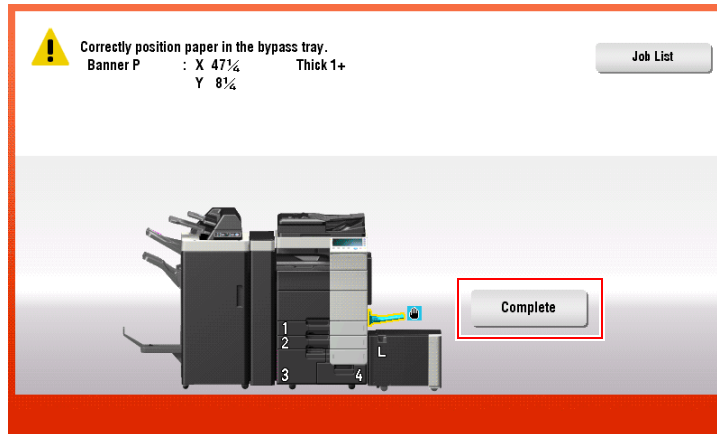 Correctly position paper in the bypass tray.
Banner P : X 47¼ Thick 1+
Y 8¼
Job List
Complete
1
2
3
4
L